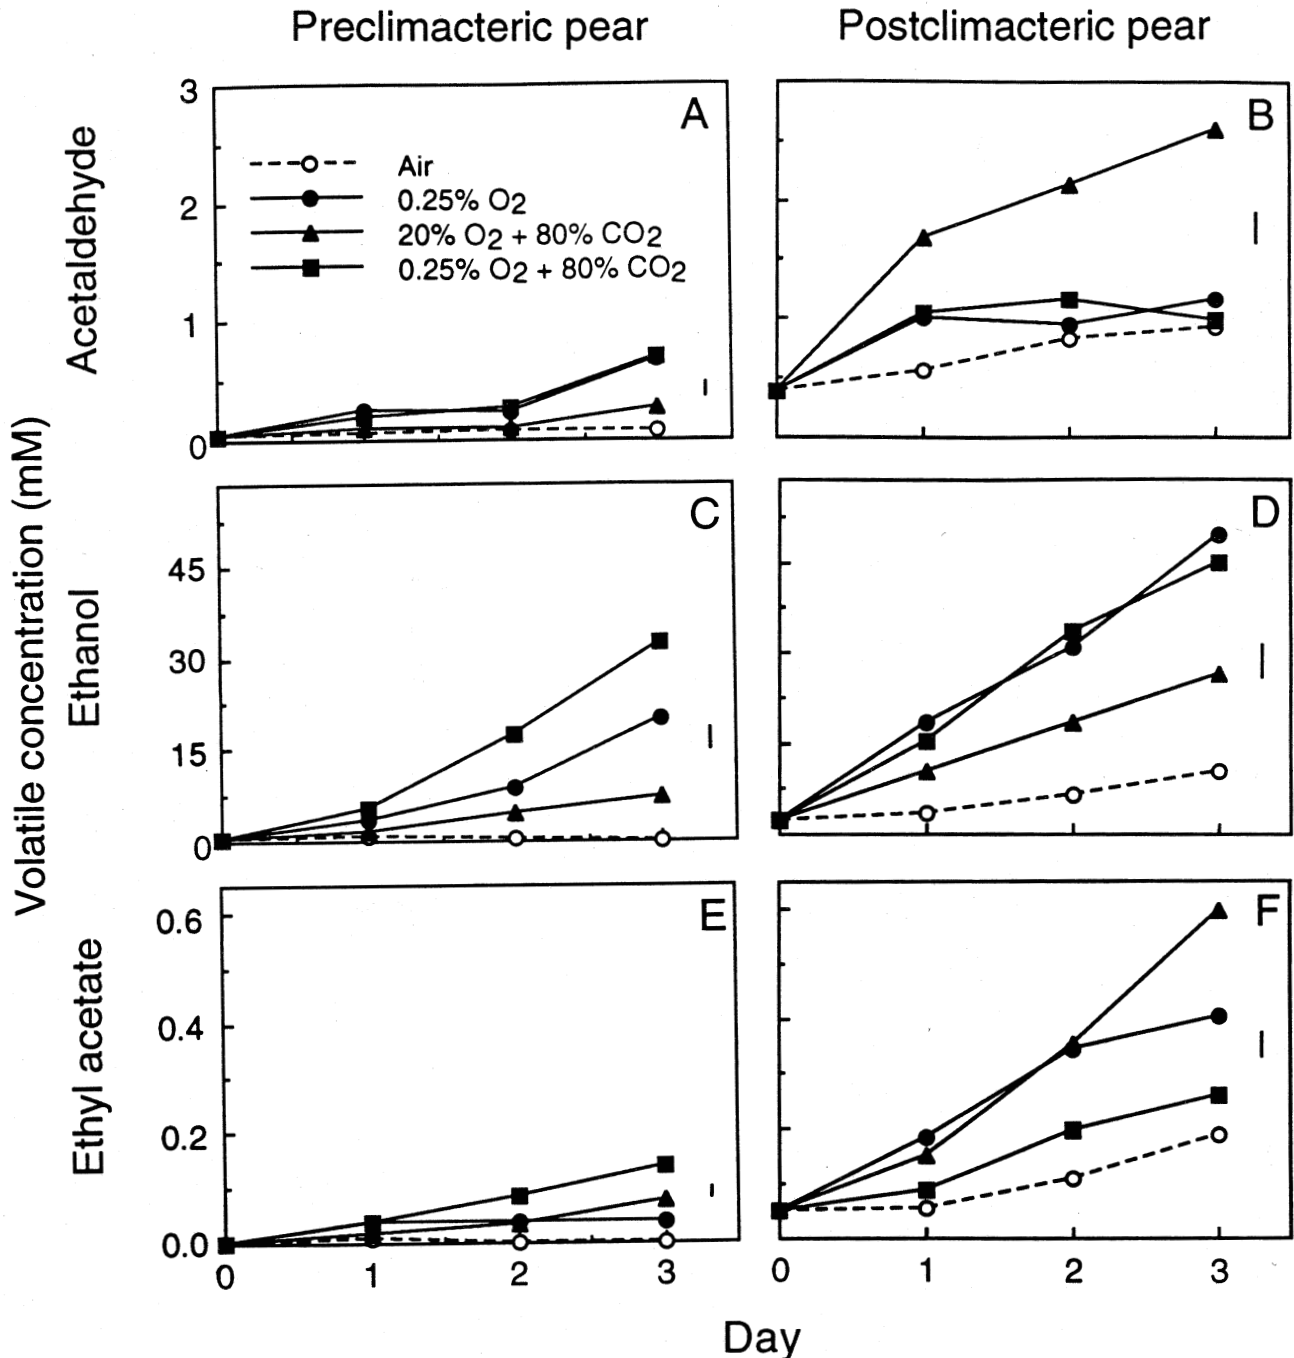 Preclimacteric pear
Postclimacteric pear
Volatile concentration (mM)
Acetaldehyde
3
2
1
0
A
Air
0.25% O2
20% O2 + 80% CO2
0.25% O2 + 80% CO2
B
Ethanol
45
30
15
0
C
D
Ethyl acetate
0.6
0.4
0.2
0.0
E
F
0 1 2 3
0 1 2 3
Day